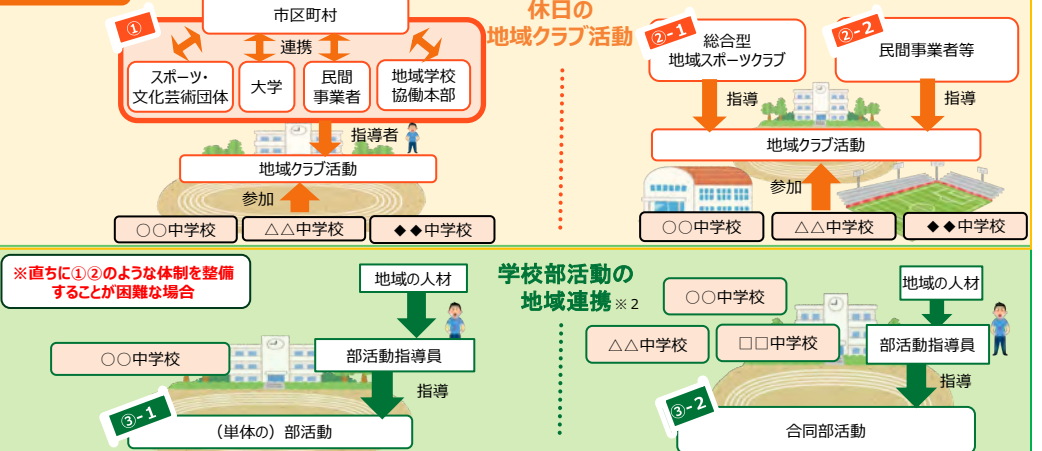 ①
市区町村
連携
スポーツ・
文化芸術団体
大学
民間
事業者
地域学校
協働本部
指導者
地域クラブ活動
参加
○○中学校
△△中学校
◆◆中学校
休日の
地域クラブ活動
②-1
総合型
地域スポーツクラブ
②-2
民間事業者等
指導
指導
地域クラブ活動
参加
○○中学校
△△中学校
◆◆中学校
※直ちに①②のような体制を整備
することが困難な場合
学校部活動の
地域連携※2
地域の人材
○○中学校
部活動指導員
指導
③-1
（単体の）部活動
○○中学校
△△中学校
□□中学校
地域の人材
部活動指導員
指導
③-2
合同部活動